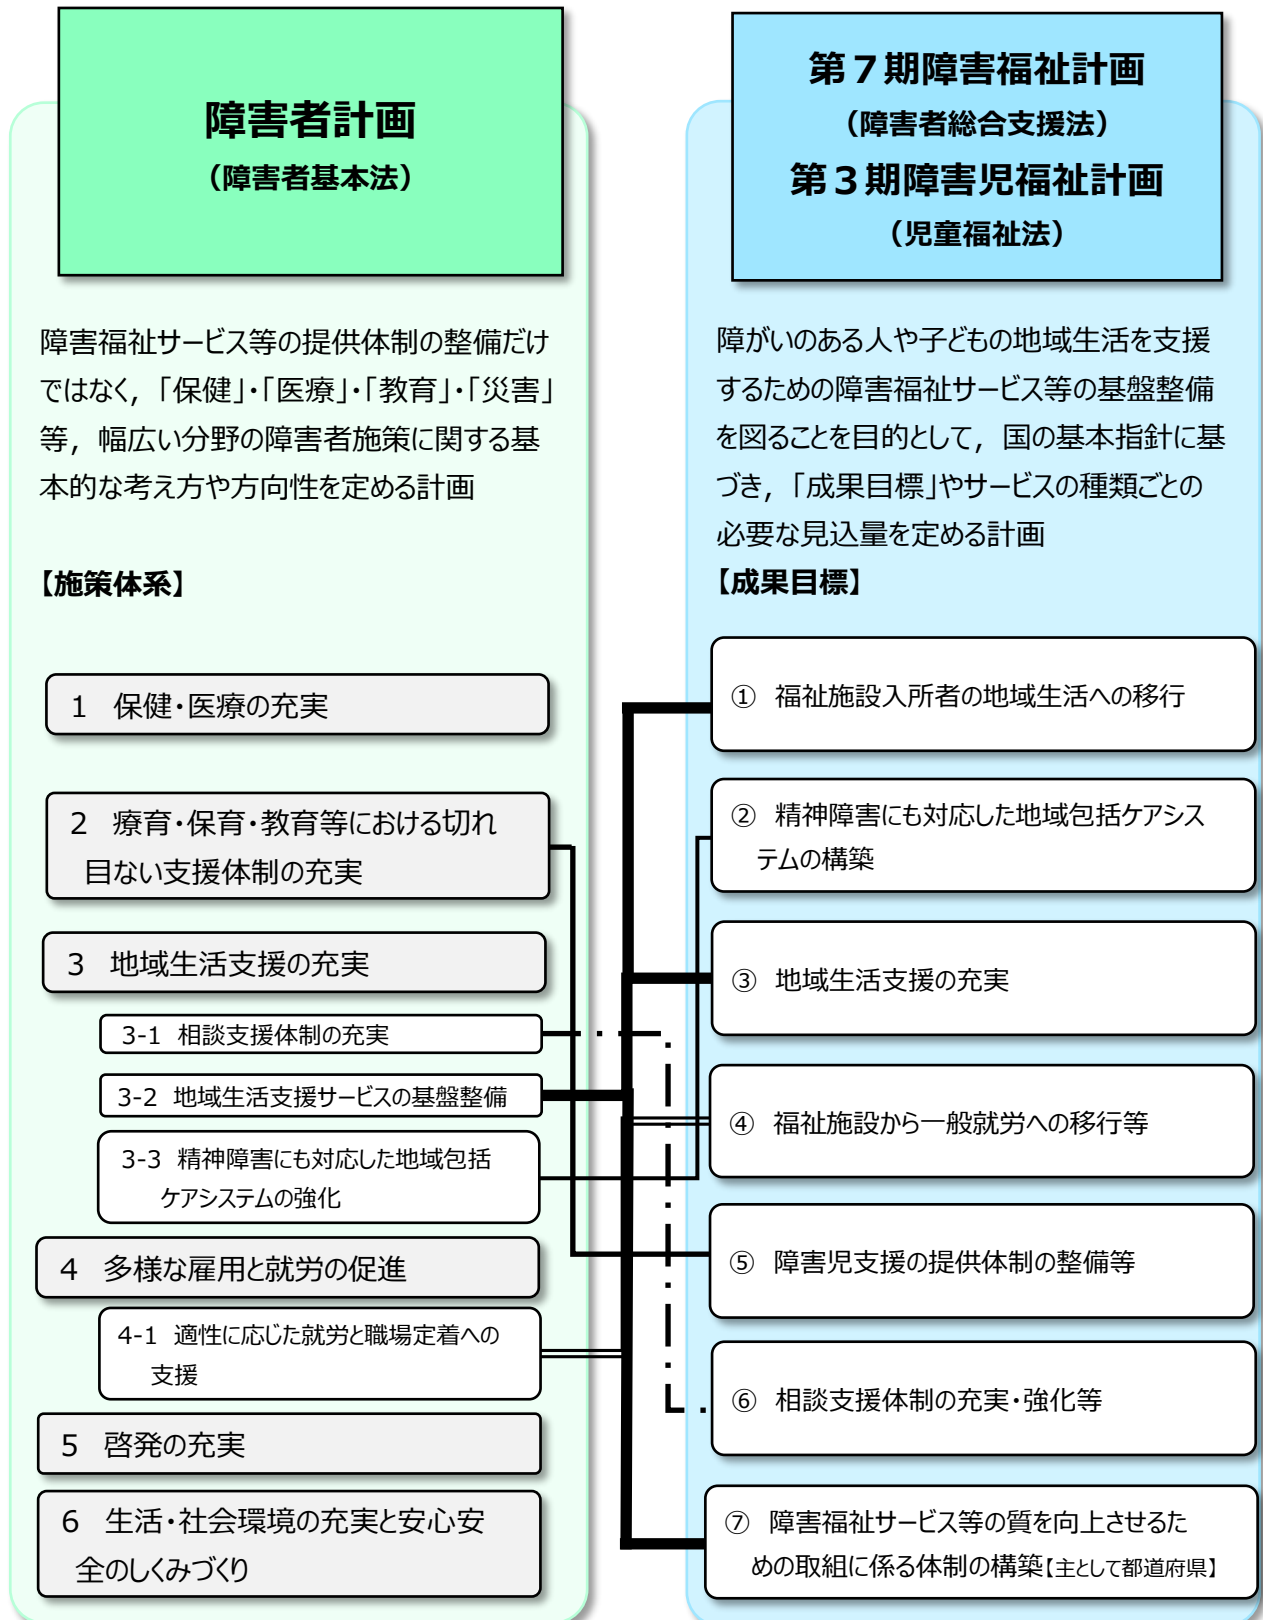 障害者計画
（障害者基本法）
障害福祉サービス等の提供体制の整備だけ
ではなく，「保健」・「医療」・「教育」・「災害」
等，幅広い分野の障害者施策に関する基
本的な考え方や方向性を定める計画
【施策体系】
1　保健・医療の充実
2　療育・保育・教育等における切れ
目ない支援体制の充実
3　地域生活支援の充実
3-1 相談支援体制の充実
3-2 地域生活支援サービスの基盤整備
3-3 精神障害にも対応した地域包括
ケアシステムの強化
4　多様な雇用と就労の促進
4-1 適性に応じた就労と職場定着への
支援
5　啓発の充実
6　生活・社会環境の充実と安心安
全のしくみづくり
第７期障害福祉計画
（障害者総合支援法）
第３期障害児福祉計画
（児童福祉法）
障がいのある人や子どもの地域生活を支援
するための障害福祉サービス等の基盤整備
を図ることを目的として，国の基本指針に基
づき，「成果目標」やサービスの種類ごとの
必要な見込量を定める計画
【成果目標】
①　福祉施設入所者の地域生活への移行
②　精神障害にも対応した地域包括ケアシス
テムの構築
③　地域生活支援の充実
④　福祉施設から一般就労への移行等
⑤　障害児支援の提供体制の整備等
⑥　相談支援体制の充実・強化等
⑦　障害福祉サービス等の質を向上させるた
めの取組に係る体制の構築【主として都道府県】